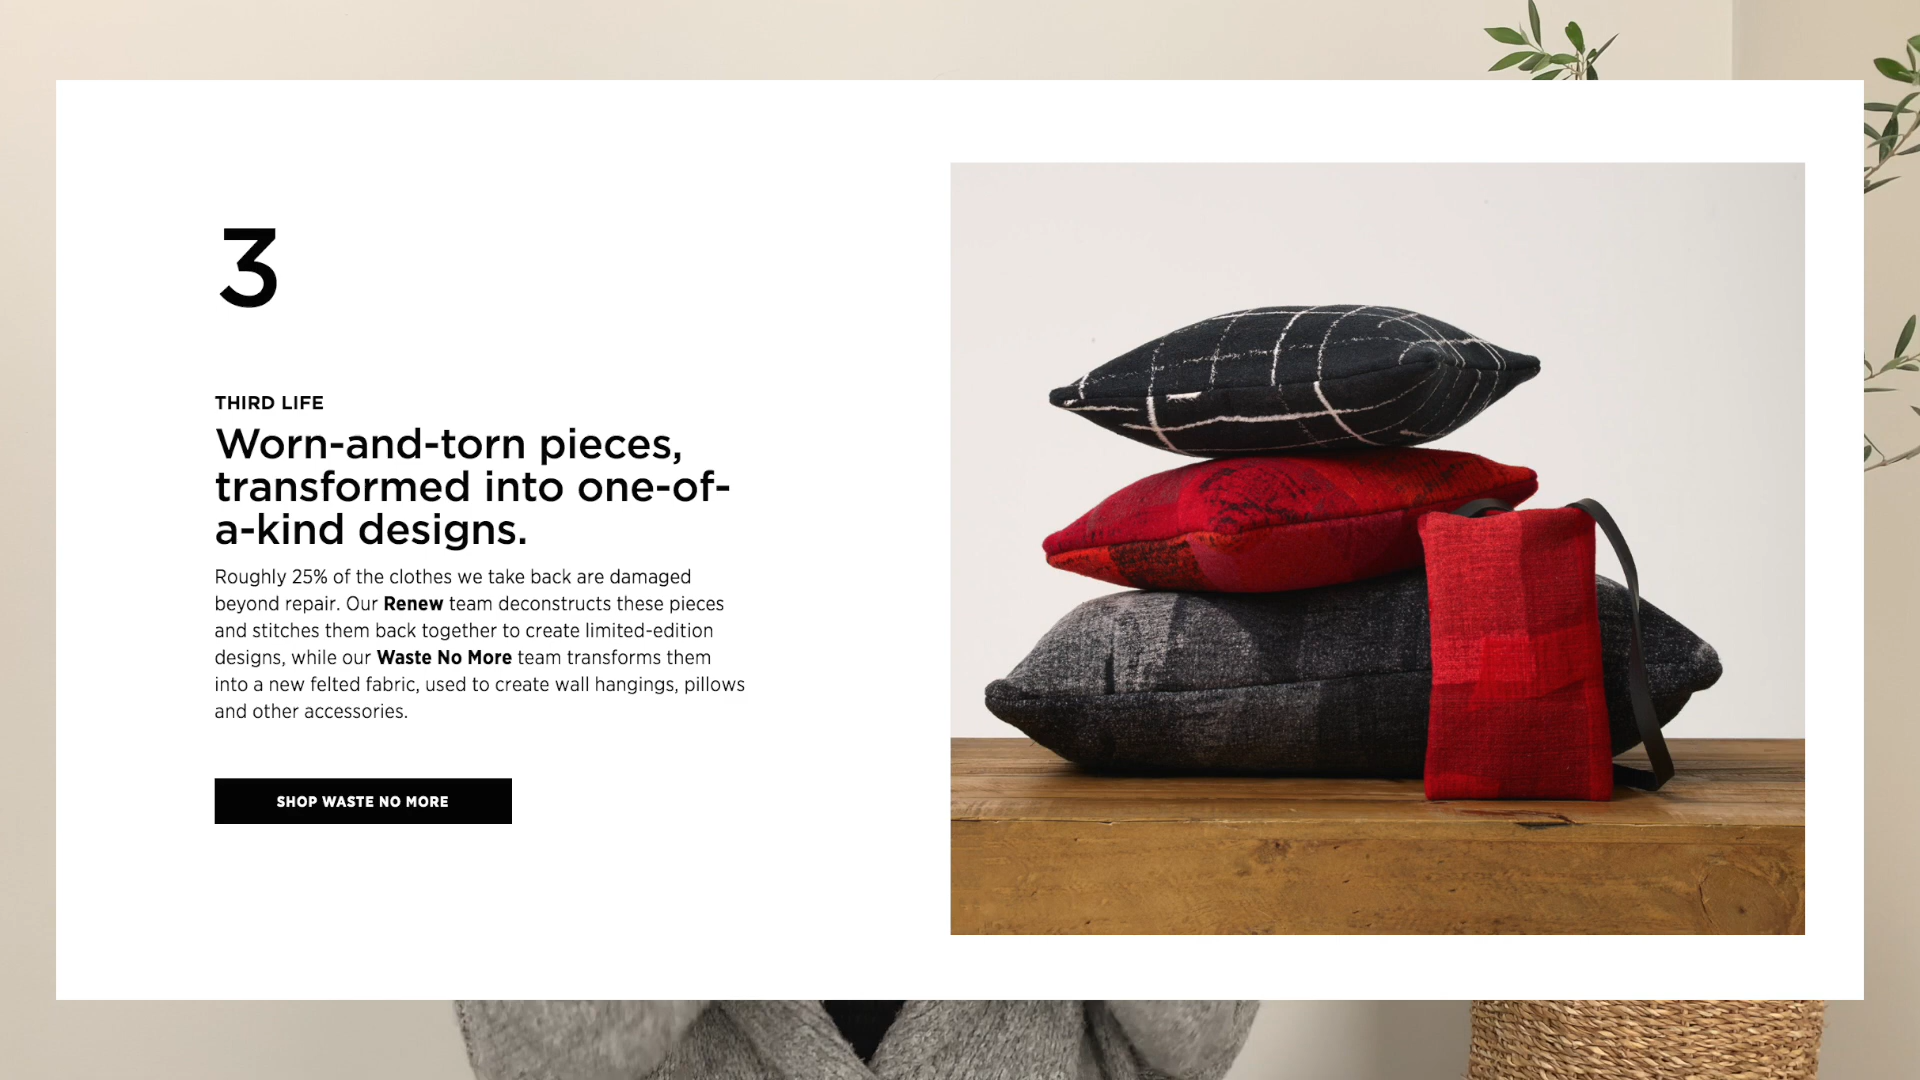 3
THIRD LIFE
Worn-and-torn pieces,
transformed into one-of-
a-kind designs.
Roughly 25% of the clothes we take back are damaged
beyond repair. Our Renew team deconstructs these pieces
and stitches them back together to create limited-edition
designs, while our Waste No More team transforms them
into a new felted fabric, used to create wall hangings, pillows
and other accessories.
SHOP WASTE NO MORE